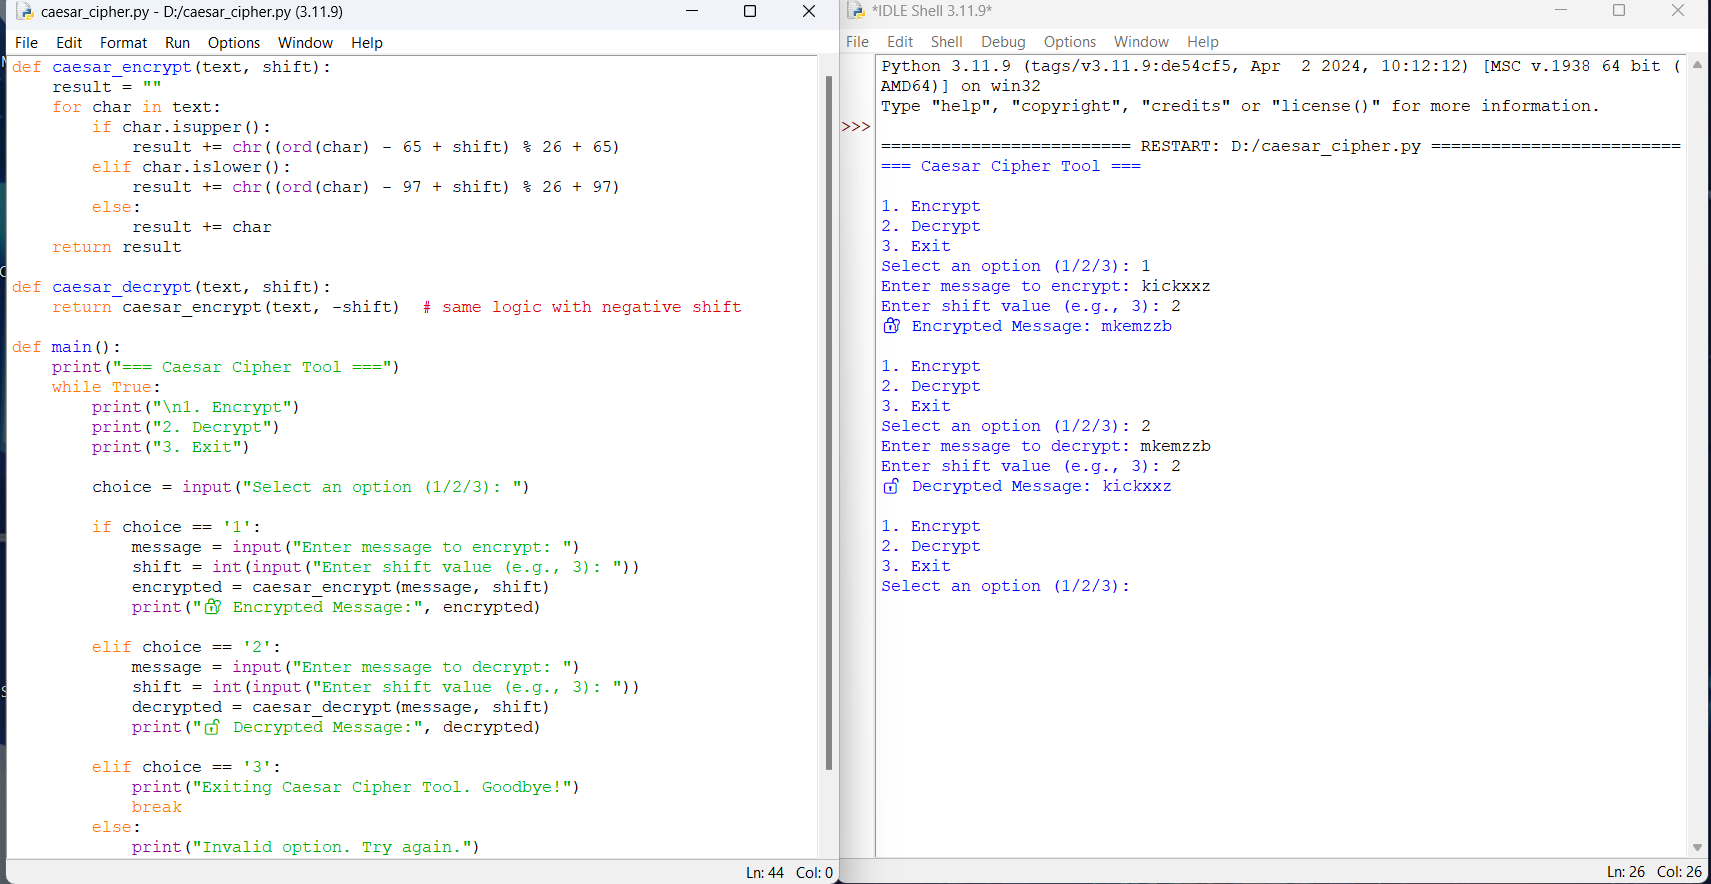 caesar_cipher.py - D:/caesar_cipher.py (3.11.9)
File Edit Format Run Options Window Help
def caesar_encrypt(text, shift):
    result = ""
    for char in text:
        if char.isupper():
            result += chr((ord(char) - 65 + shift) % 26 + 65)
        elif char.islower():
            result += chr((ord(char) - 97 + shift) % 26 + 97)
        else:
            result += char
    return result
def caesar_decrypt(text, shift):
    return caesar_encrypt(text, -shift)  # same logic with negative shift
def main():
    print("=== Caesar Cipher Tool ===")
    while True:
        print("\n1. Encrypt")
        print("2. Decrypt")
        print("3. Exit")
        choice = input("Select an option (1/2/3): ")
        if choice == '1':
            message = input("Enter message to encrypt: ")
            shift = int(input("Enter shift value (e.g., 3): "))
            encrypted = caesar_encrypt(message, shift)
            print("🔐 Encrypted Message:", encrypted)
        elif choice == '2':
            message = input("Enter message to decrypt: ")
            shift = int(input("Enter shift value (e.g., 3): "))
            decrypted = caesar_decrypt(message, shift)
            print("🔓 Decrypted Message:", decrypted)
        elif choice == '3':
            print("Exiting Caesar Cipher Tool. Goodbye!")
            break
        else:
            print("Invalid option. Try again.")
Ln: 44 Col: 0
*IDLE Shell 3.11.9*
File Edit Shell Debug Options Window Help
Python 3.11.9 (tags/v3.11.9:de54cf5, Apr  2 2024, 10:12:12) [MSC v.1938 64 bit (
AMD64)] on win32
Type "help", "copyright", "credits" or "license()" for more information.
>>>
========================= RESTART: D:/caesar_cipher.py =========================
=== Caesar Cipher Tool ===
1. Encrypt
2. Decrypt
3. Exit
Select an option (1/2/3): 1
Enter message to encrypt: kickxxz
Enter shift value (e.g., 3): 2
🔐 Encrypted Message: mkemzzb
1. Encrypt
2. Decrypt
3. Exit
Select an option (1/2/3): 2
Enter message to decrypt: mkemzzb
Enter shift value (e.g., 3): 2
🔓 Decrypted Message: kickxxz
1. Encrypt
2. Decrypt
3. Exit
Select an option (1/2/3):
Ln: 26 Col: 26